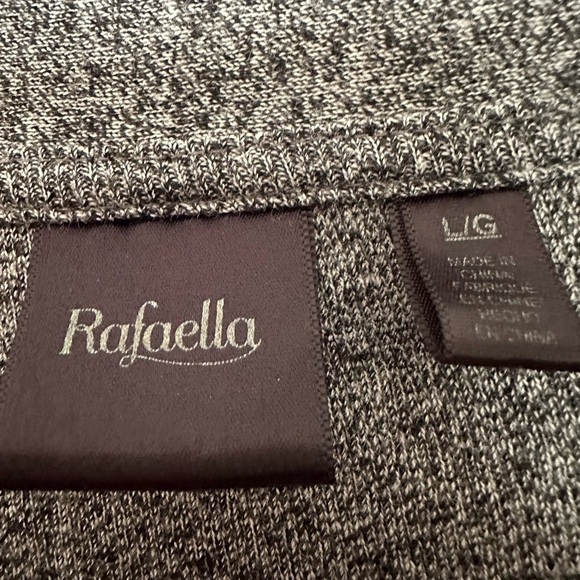 Rafaella
L/G
MADE IN
CHINA
FABRIQUÉ
EN CHINE
HECHO
EN CHINA